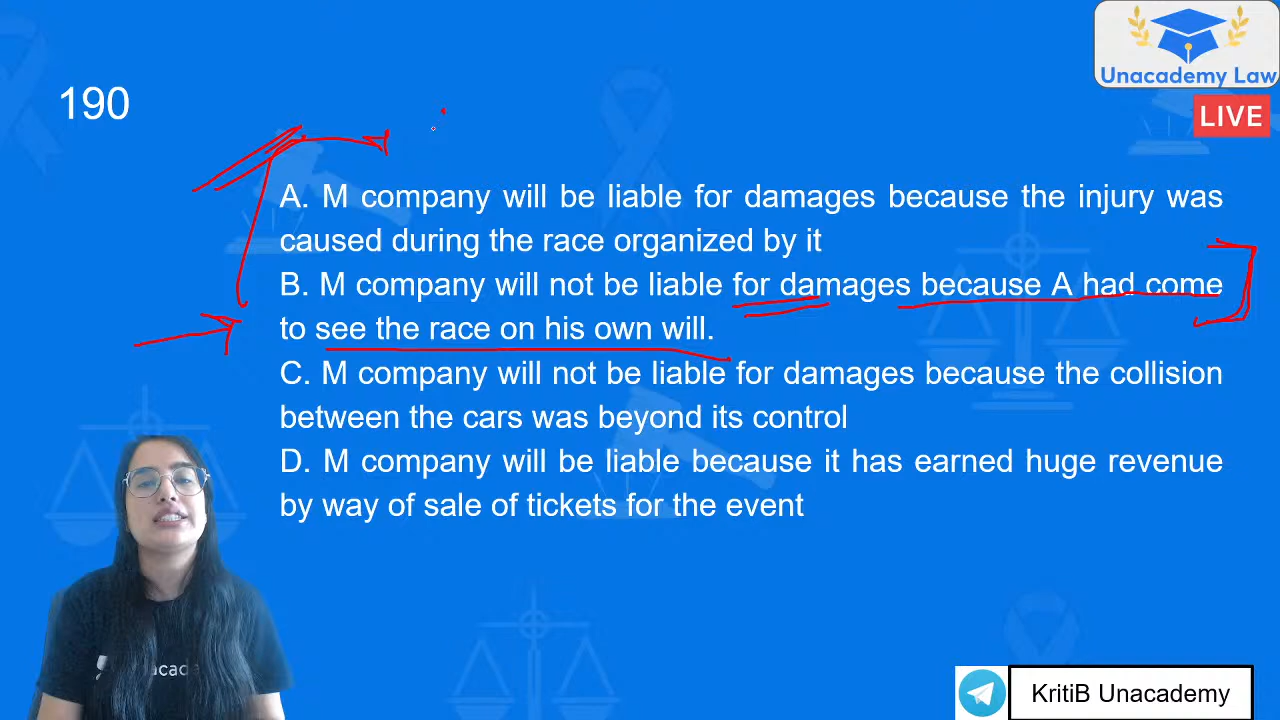 Unacademy Law
LIVE
190
A. M company will be liable for damages because the injury was
caused during the race organized by it
B. M company will not be liable for damages because A had come
to see the race on his own will.
C. M company will not be liable for damages because the collision
between the cars was beyond its control
D. M company will be liable because it has earned huge revenue
by way of sale of tickets for the event
KritiB Unacademy